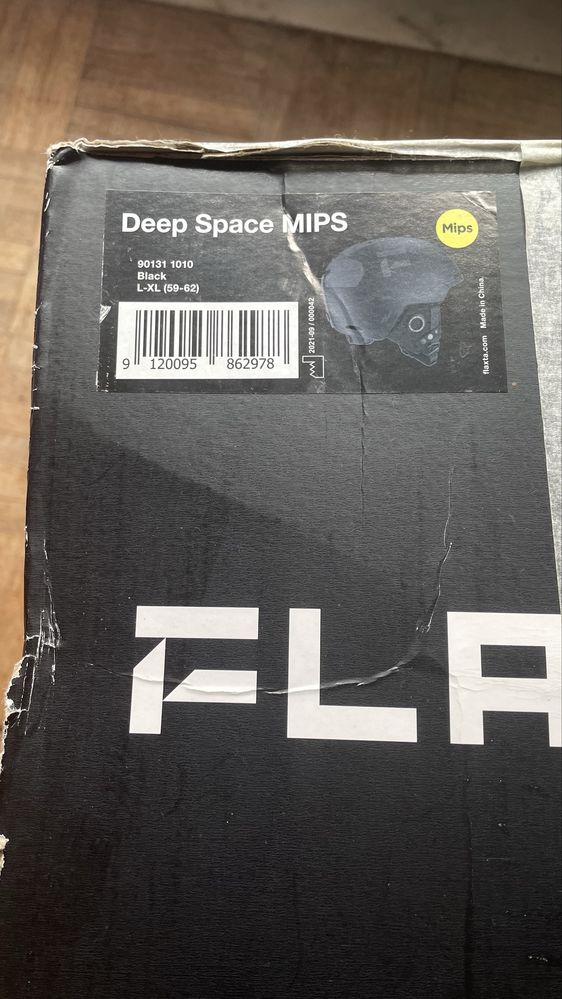 Deep Space MIPS
Mips
90131 1010
Black
L-XL (59-62)
9 120095 862978
2021-09 / 000042
flaxta.com Made in China
FLA